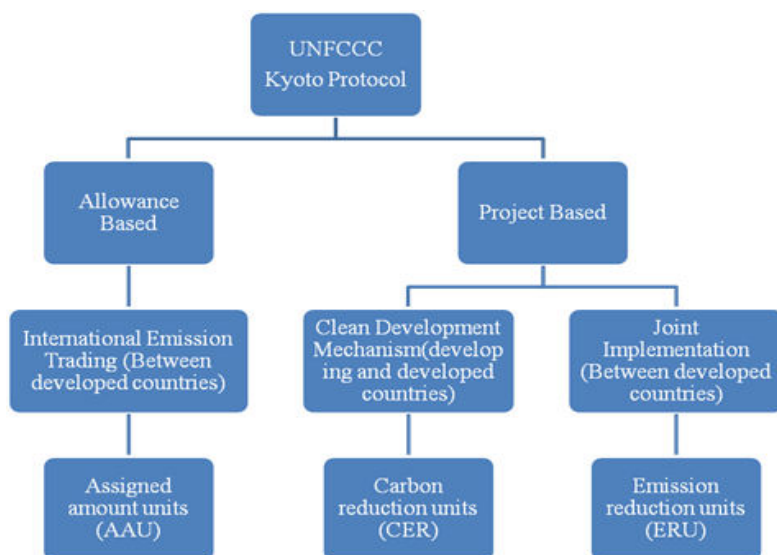 UNFCCC
Kyoto Protocol
Allowance
Based
Project Based
International Emission
Trading (Between
developed countries)
Clean Development
Mechanism(develop
ing and developed
countries)
Joint
Implementation
(Between developed
countries)
Assigned
amount units
(AAU)
Carbon
reduction units
(CER)
Emission
reduction units
(ERU)